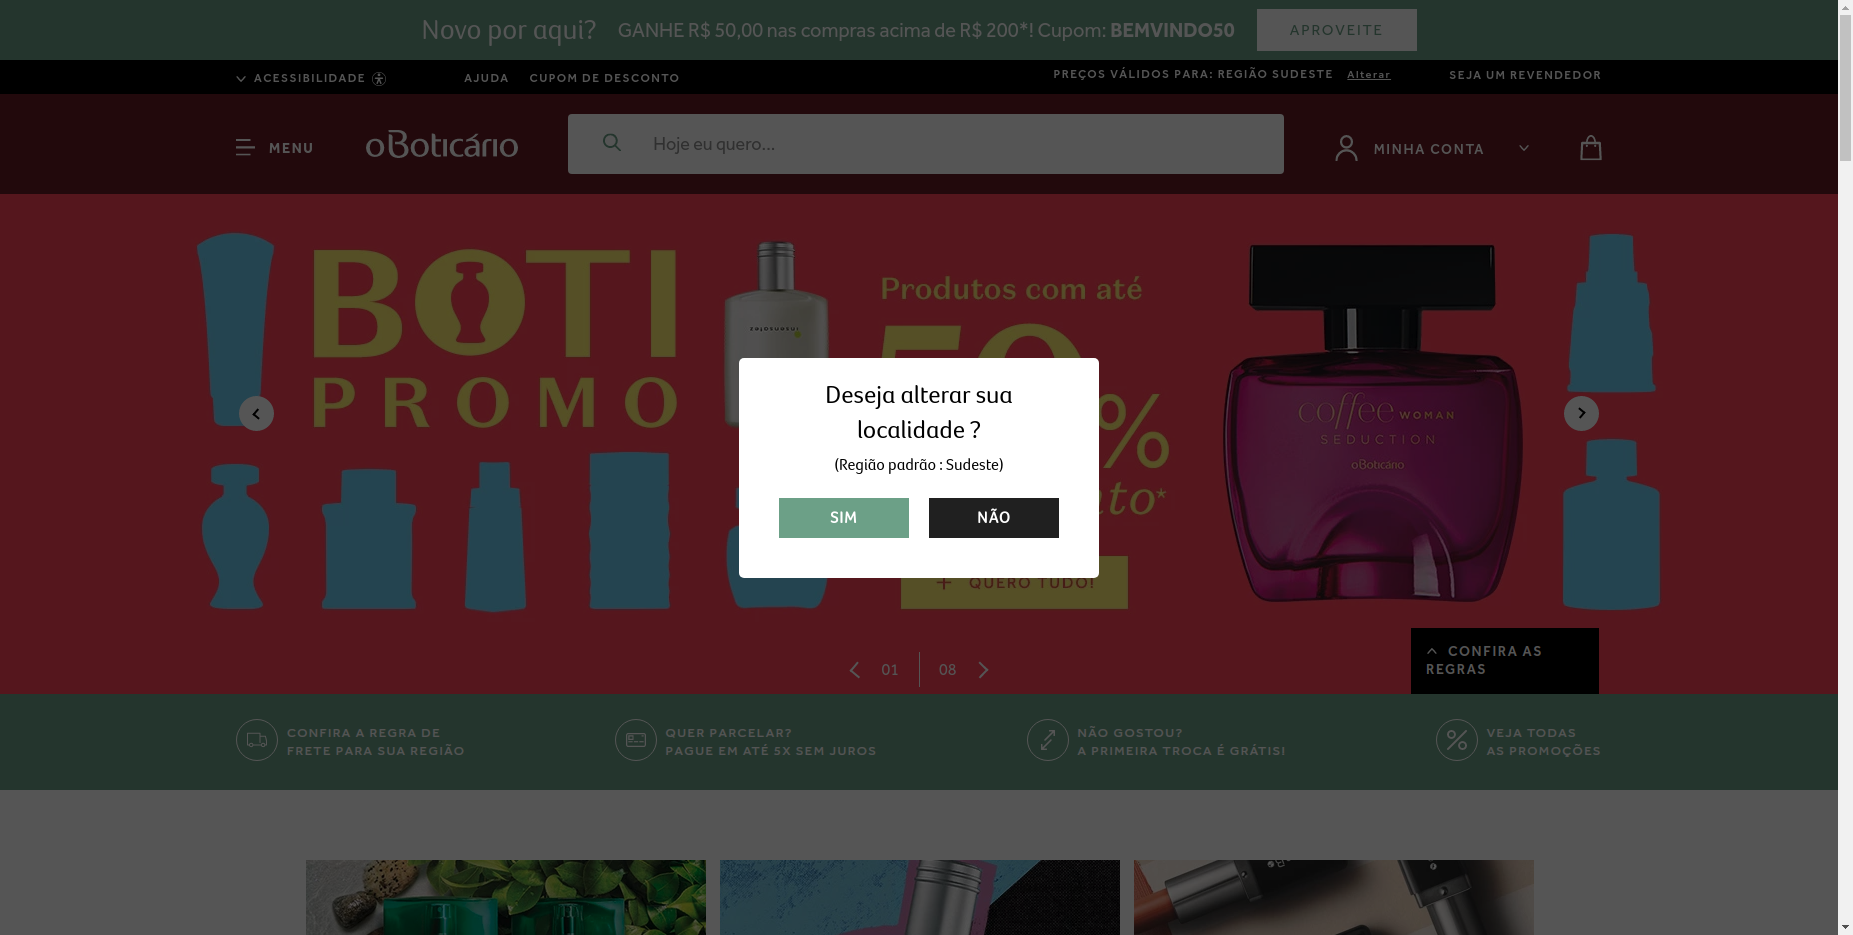 Novo por aqui? GANHE R$ 50,00 nas compras acima de R$ 200*! Cupom: BEMVINDO50 APROVEITE
ACESSIBILIDADE AJUDA CUPOM DE DESCONTO PREÇOS VÁLIDOS PARA: REGIÃO SUDESTE Alterar SEJA UM REVENDEDOR
MENU oBoticário Hoje eu quero... MINHA CONTA
BOTI
PROMO
Produtos com até
%
nto*
+ QUERO TUDO!
coffee WOMAN
SEDUCTION
oBoticário
Deseja alterar sua
localidade ?
(Região padrão : Sudeste)
SIM NÃO
01 08
CONFIRA AS
REGRAS
CONFIRA A REGRA DE
FRETE PARA SUA REGIÃO
QUER PARCELAR?
PAGUE EM ATÉ 5X SEM JUROS
NÃO GOSTOU?
A PRIMEIRA TROCA É GRÁTIS!
VEJA TODAS
AS PROMOÇÕES